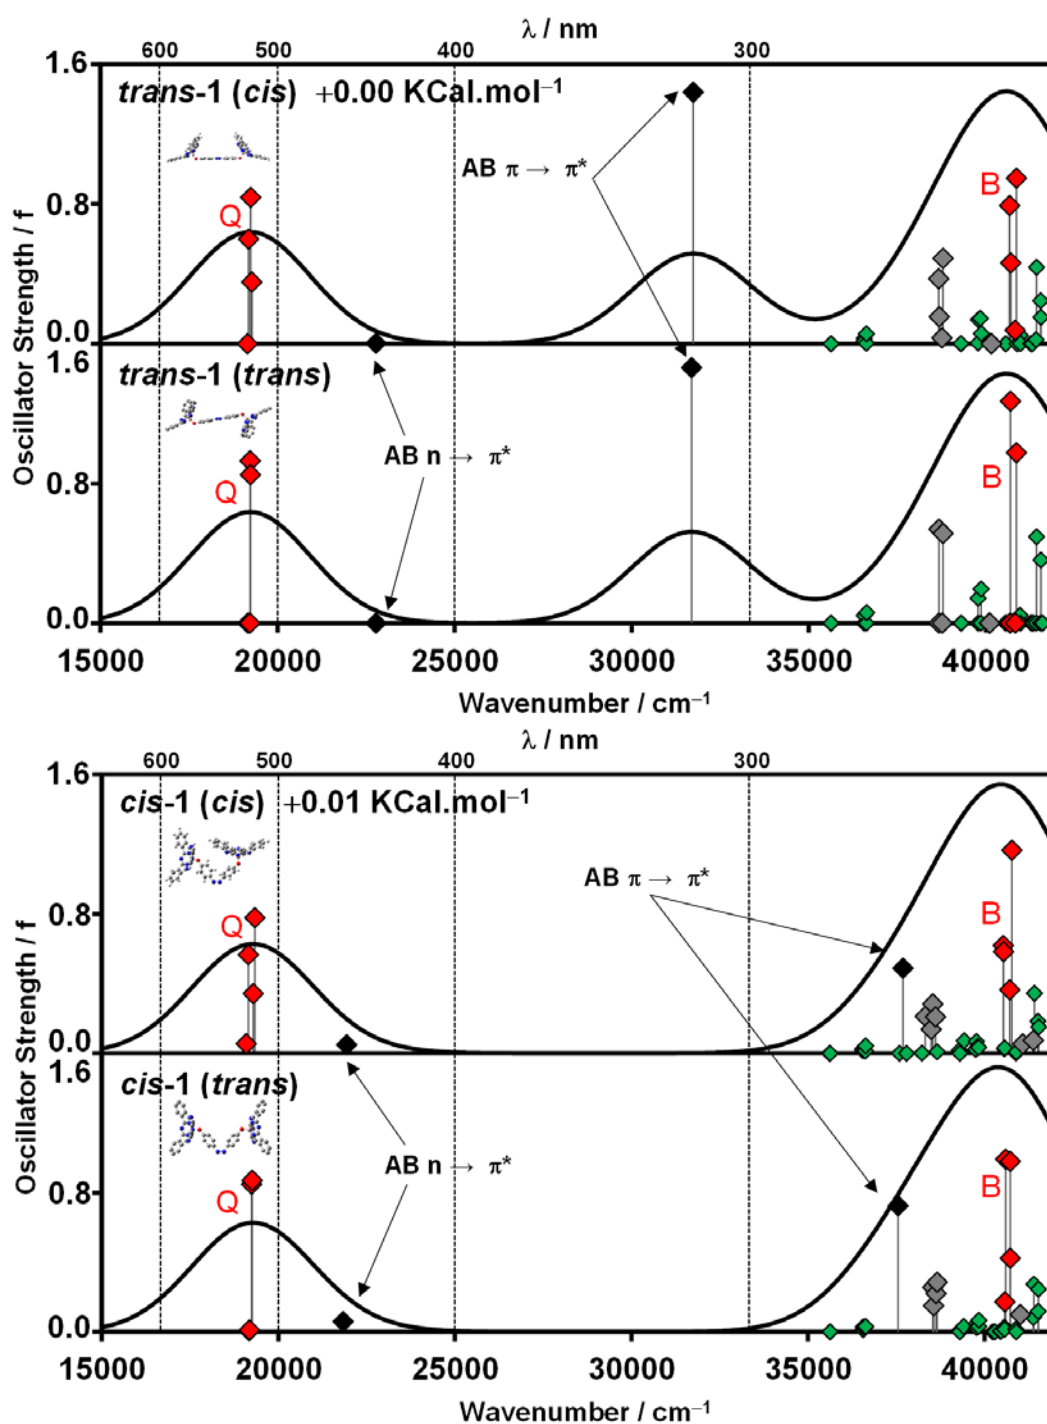 λ / nm
600 500 400 300
1.6
trans-1 (cis) +0.00 KCal.mol⁻¹
AB π → π*
Q
B
0.8
0.0
1.6
trans-1 (trans)
AB n → π*
Q
B
0.8
0.0
Oscillator Strength / f
15000 20000 25000 30000 35000 40000
Wavenumber / cm⁻¹
λ / nm
600 500 400 300
1.6
cis-1 (cis) +0.01 KCal.mol⁻¹
AB π → π*
Q
B
0.8
0.0
1.6
cis-1 (trans)
AB n → π*
Q
B
0.8
0.0
Oscillator Strength / f
15000 20000 25000 30000 35000 40000
Wavenumber / cm⁻¹